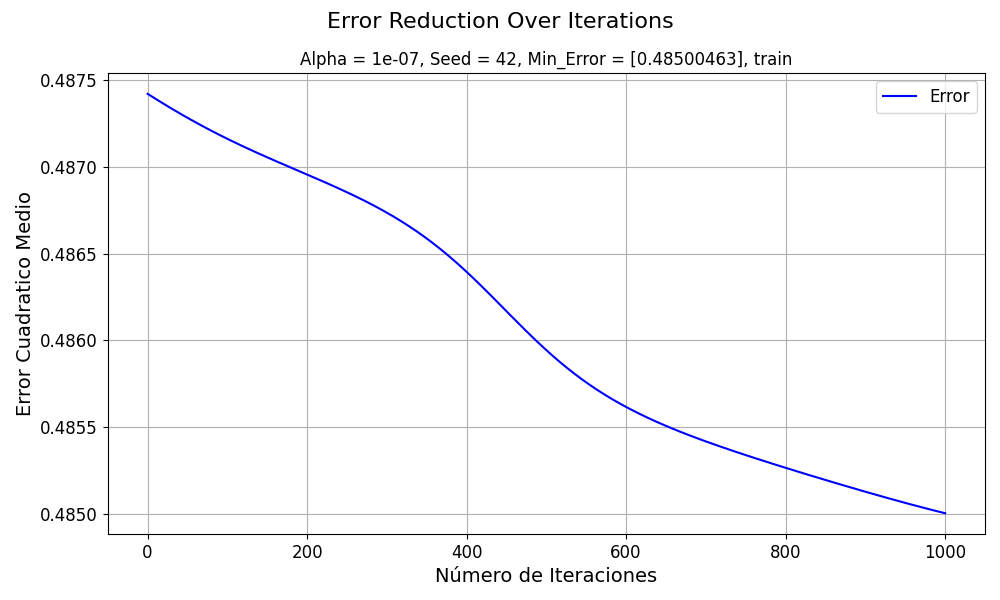 Error Reduction Over Iterations
Alpha = 1e-07, Seed = 42, Min_Error = [0.48500463], train
Error
Error Cuadratico Medio
0.4875
0.4870
0.4865
0.4860
0.4855
0.4850
0 200 400 600 800 1000
Número de Iteraciones